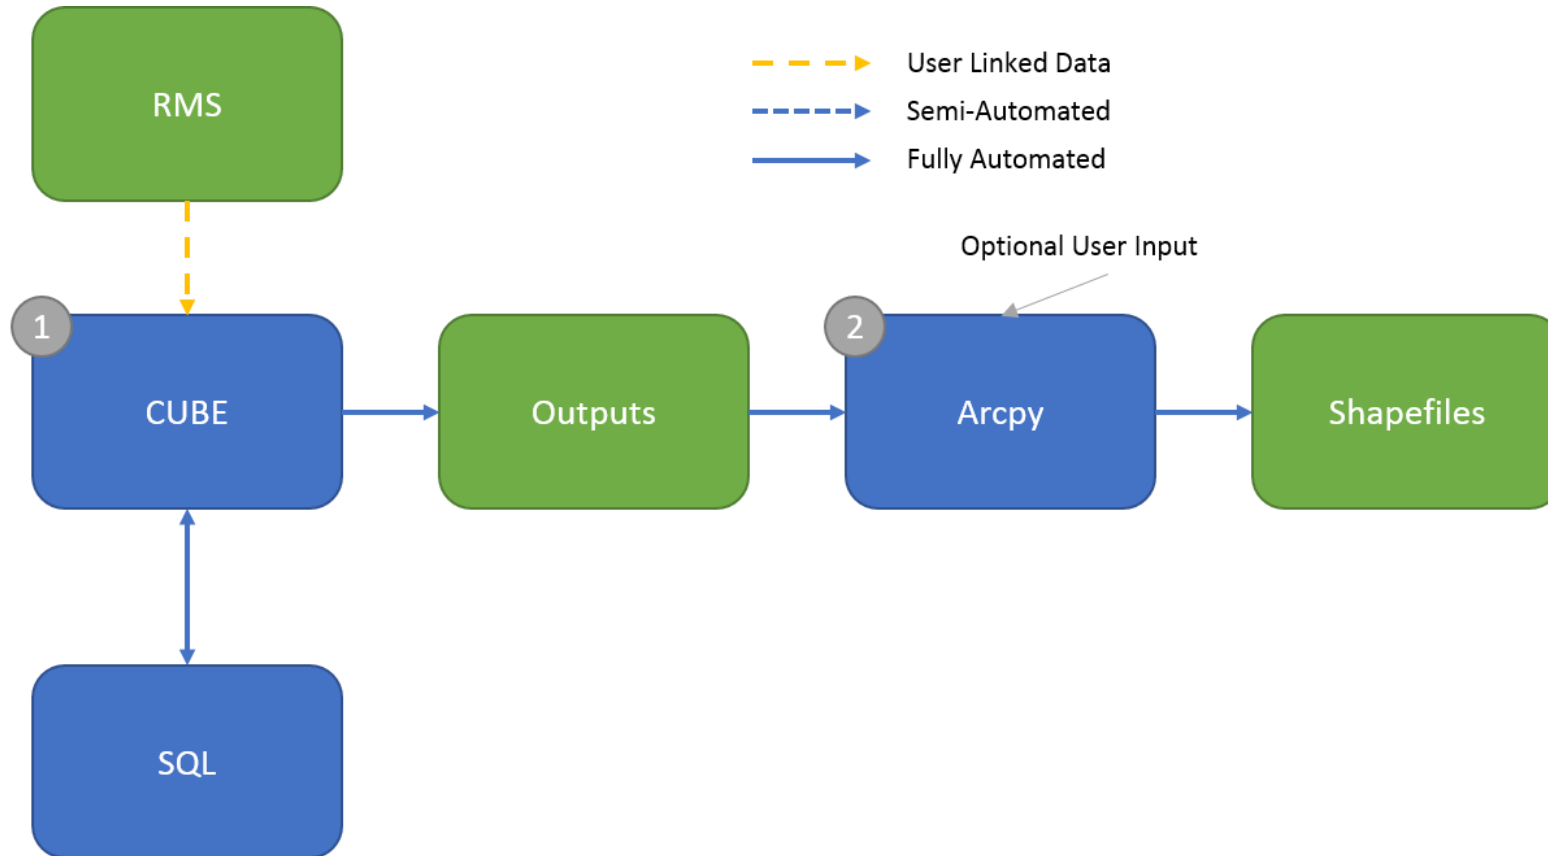 RMS
User Linked Data
Semi-Automated
Fully Automated
Optional User Input
1
2
CUBE
Outputs
Arcpy
Shapefiles
SQL